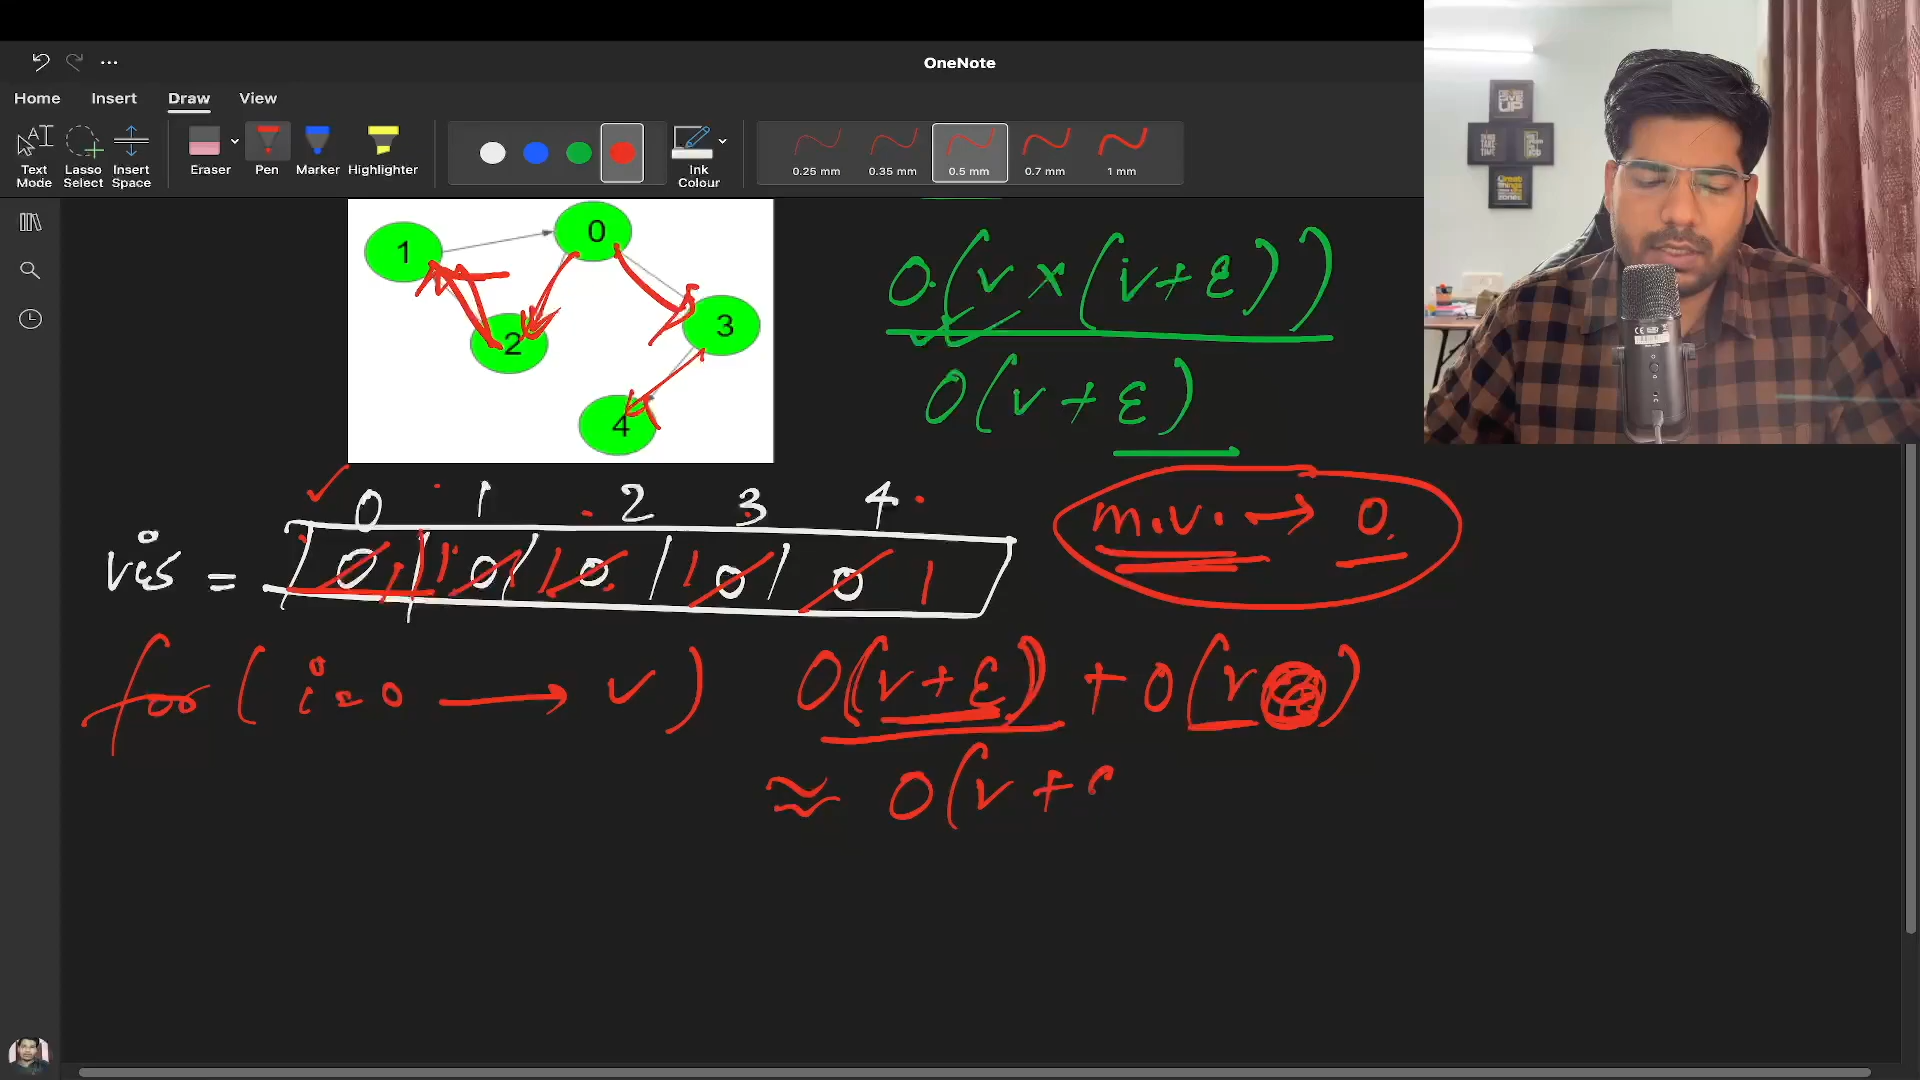 OneNote
Home Insert Draw View
Text Mode
Lasso Select
Insert Space
Eraser
Pen
Marker
Highlighter
Ink Colour
0.25 mm
0.35 mm
0.5 mm
0.7 mm
1 mm
GIVE UP
1
0
2
3
4
O(v×(v+ε))
O(v+ε)
0 1 2 3 4
vis = 0 1 1 0 1 0 1 0 0 1
m.v. → 0
for (i=0 → v) O(v+ε) + O(v)
≈ O(v+